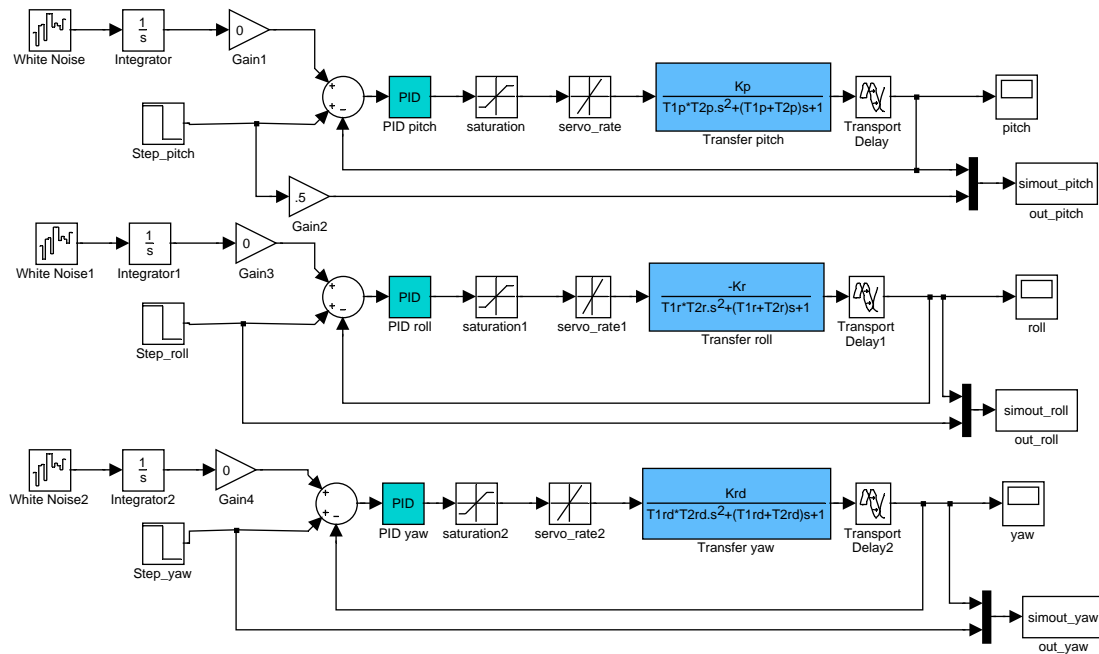 1
s
0
White Noise
Integrator
Gain1
+
+
−
PID
PID pitch
saturation
servo_rate
Kp
T1p*T2p.s²+(T1p+T2p)s+1
Transfer pitch
Transport
Delay
pitch
Step_pitch
.5
Gain2
simout_pitch
out_pitch
1
s
0
White Noise1
Integrator1
Gain3
+
+
−
PID
PID roll
saturation1
servo_rate1
-Kr
T1r*T2r.s²+(T1r+T2r)s+1
Transfer roll
Transport
Delay1
roll
Step_roll
simout_roll
out_roll
1
s
0
White Noise2
Integrator2
Gain4
+
+
−
PID
PID yaw
saturation2
servo_rate2
Krd
T1rd*T2rd.s²+(T1rd+T2rd)s+1
Transfer yaw
Transport
Delay2
yaw
Step_yaw
simout_yaw
out_yaw